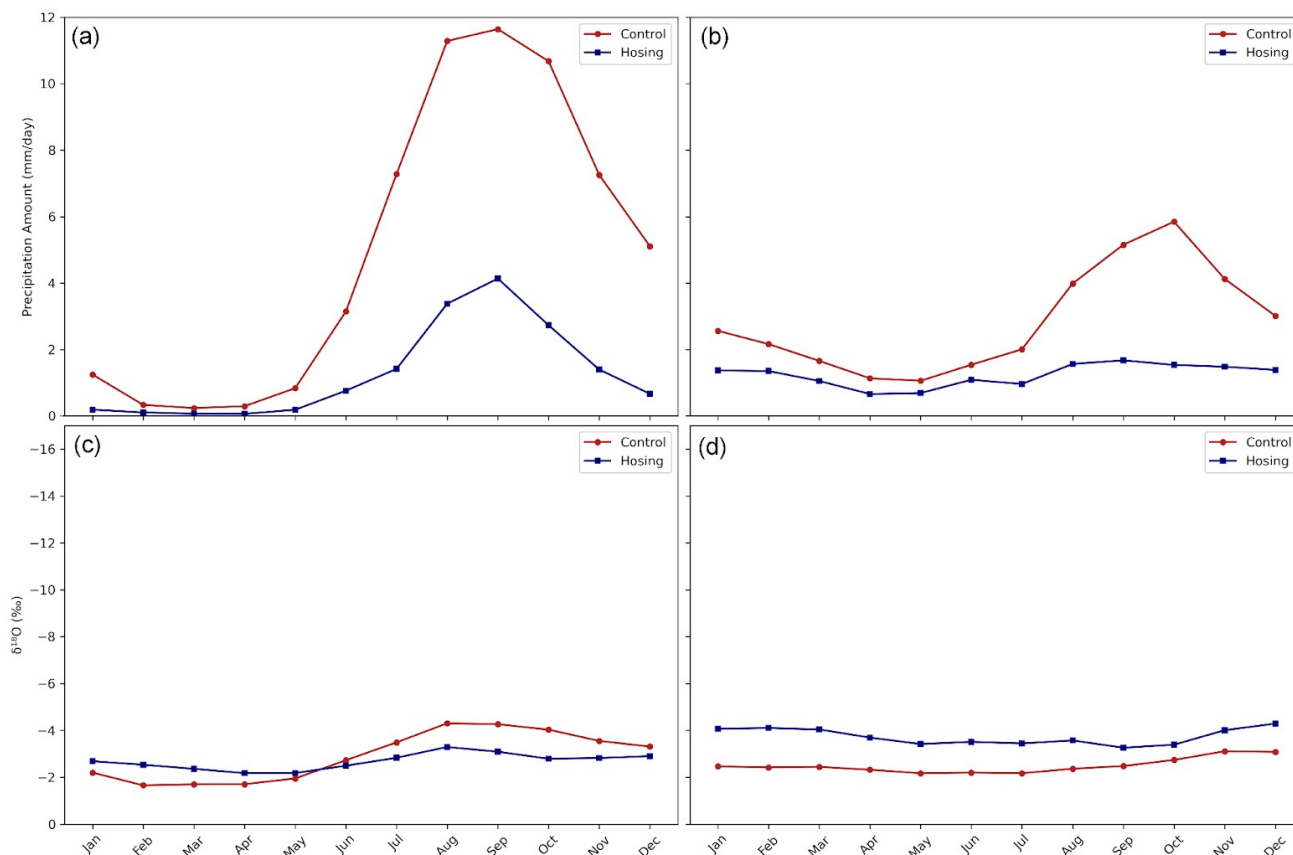 (a)
Control
Hosing
(b)
Control
Hosing
Precipitation Amount (mm/day)
12
10
8
6
4
2
0
(c)
Control
Hosing
(d)
Control
Hosing
δ¹⁸O (‰)
−16
−14
−12
−10
−8
−6
−4
−2
0
Jan Feb Mar Apr May Jun Jul Aug Sep Oct Nov Dec
Jan Feb Mar Apr May Jun Jul Aug Sep Oct Nov Dec